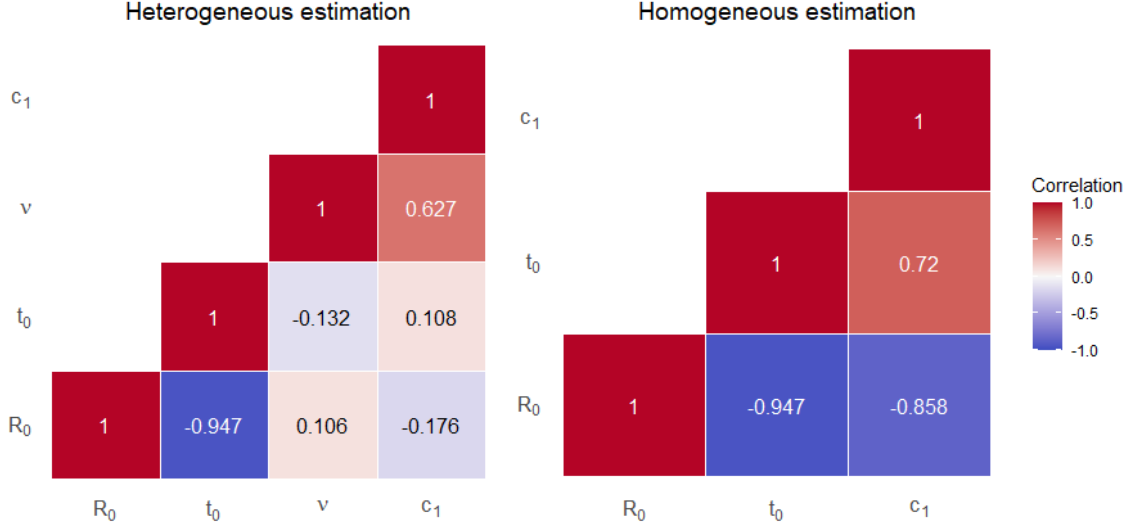 Heterogeneous estimation
c₁ 1
ν 1 0.627
t₀ 1 -0.132 0.108
R₀ 1 -0.947 0.106 -0.176
R₀ t₀ ν c₁
Homogeneous estimation
c₁ 1
t₀ 1 0.72
R₀ 1 -0.947 -0.858
R₀ t₀ c₁
Correlation
1.0
0.5
0.0
-0.5
-1.0